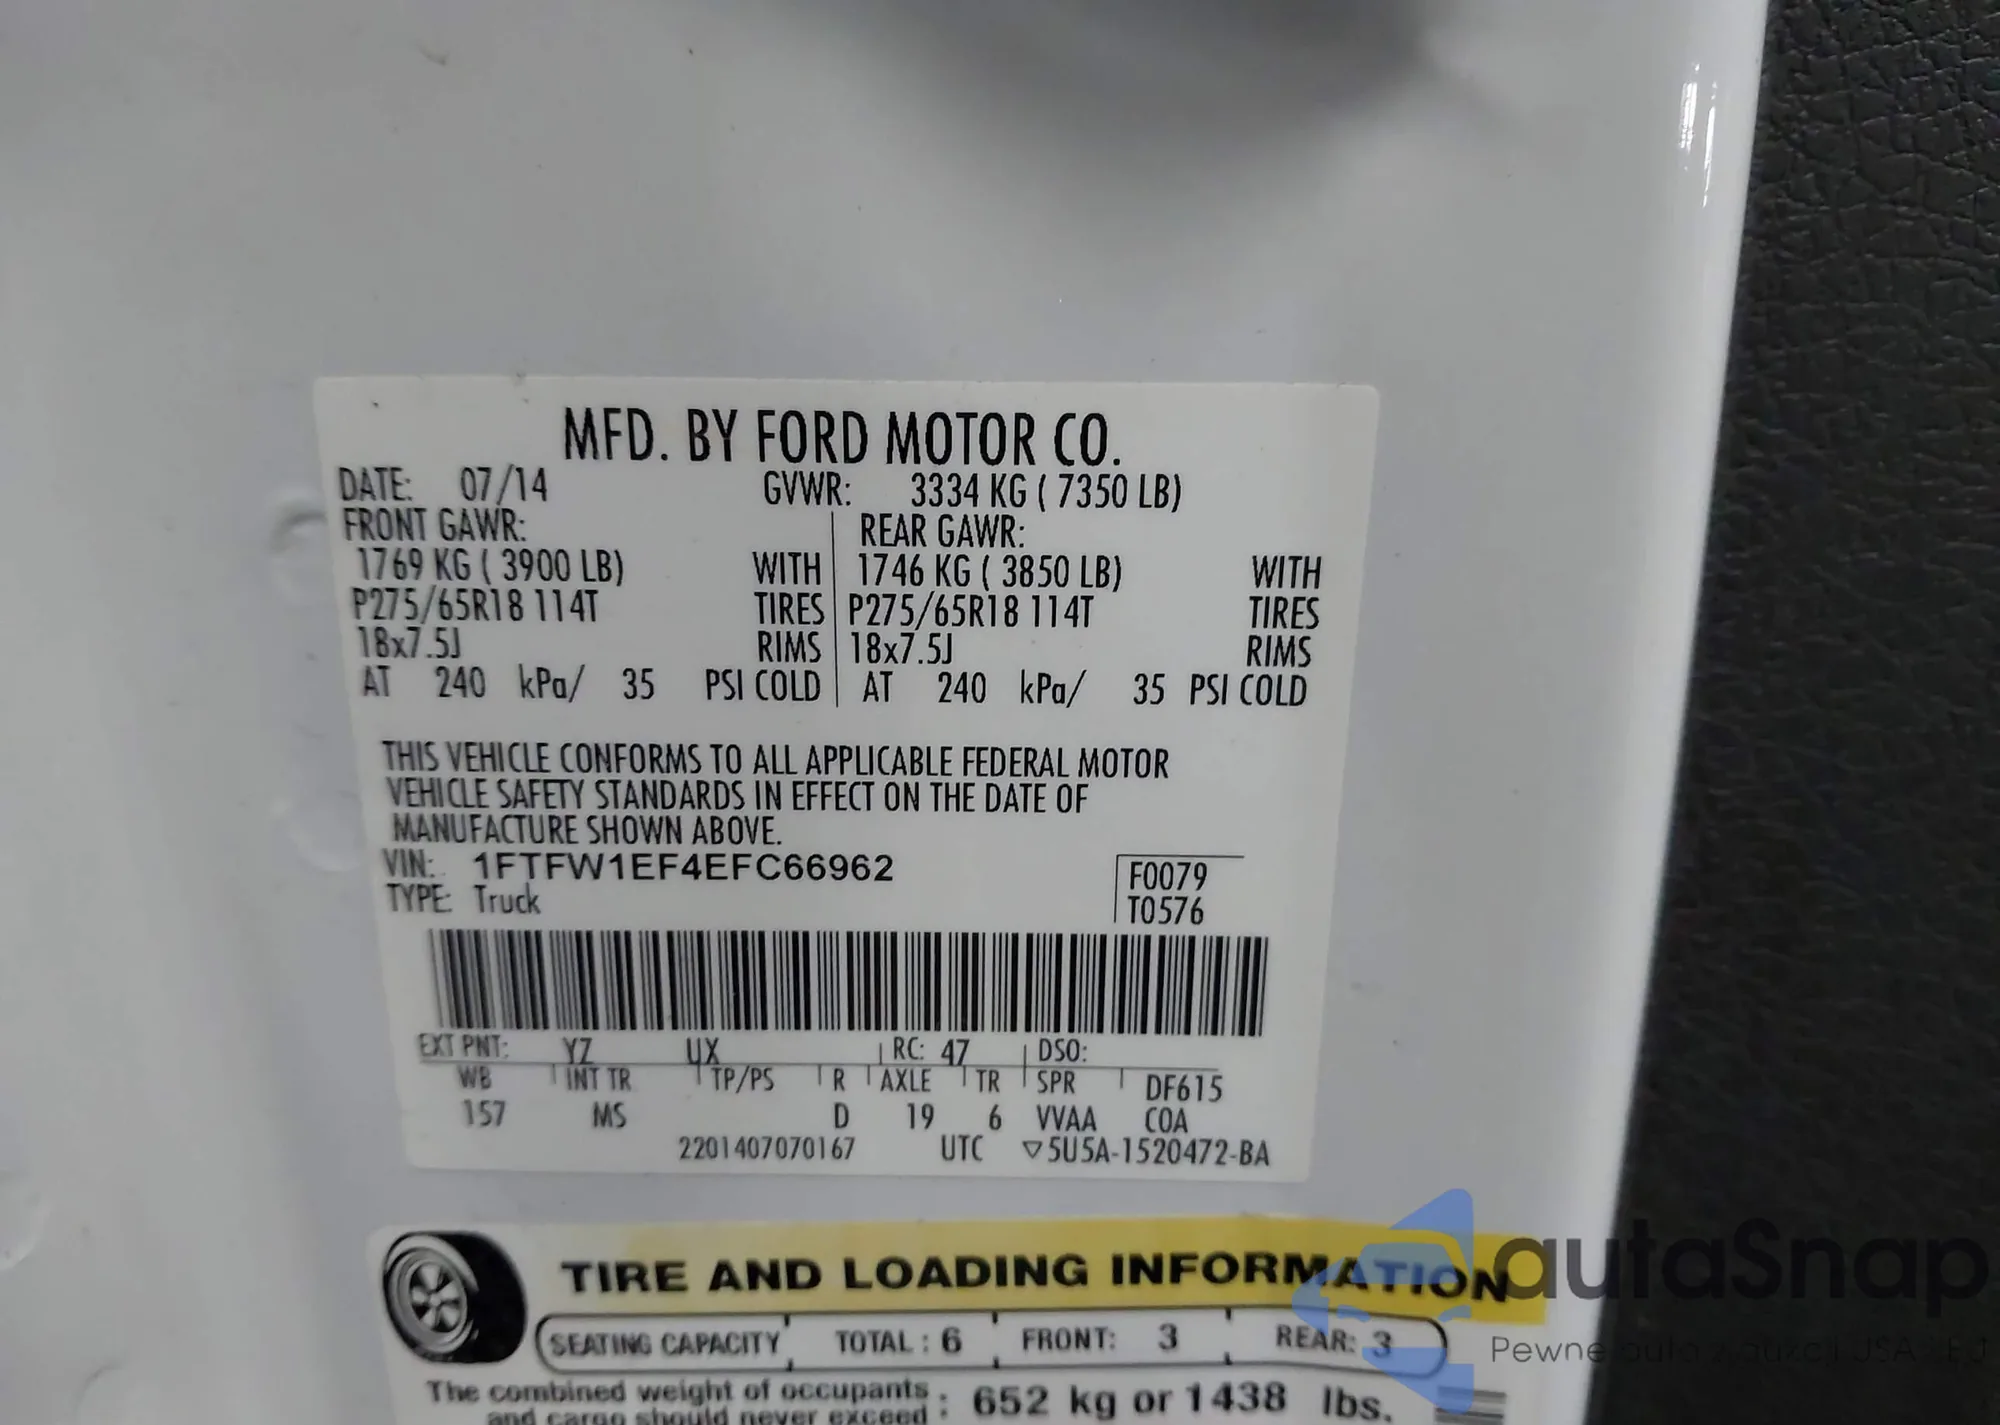 MFD. BY FORD MOTOR CO.
DATE: 07/14 GVWR: 3334 KG ( 7350 LB)
FRONT GAWR: REAR GAWR:
1769 KG ( 3900 LB) WITH 1746 KG ( 3850 LB) WITH
P275/65R18 114T TIRES P275/65R18 114T TIRES
18x7.5J RIMS 18x7.5J RIMS
AT 240 kPa/ 35 PSI COLD AT 240 kPa/ 35 PSI COLD
THIS VEHICLE CONFORMS TO ALL APPLICABLE FEDERAL MOTOR
VEHICLE SAFETY STANDARDS IN EFFECT ON THE DATE OF
MANUFACTURE SHOWN ABOVE.
VIN: 1FTFW1EF4EFC66962 F0079
TYPE: Truck T0576
EXT PNT: YZ UX RC: 47 DSO:
WB INT TR TP/PS R AXLE TR SPR DF615
157 MS D 19 6 VVAA COA
2201407070167 UTC ▽5U5A-1520472-BA
TIRE AND LOADING INFORMATION
SEATING CAPACITY TOTAL : 6 FRONT: 3 REAR: 3
The combined weight of occupants : 652 kg or 1438 lbs.
and cargo should never exceed :
autaSnap
Pewne auta z aukcji USA